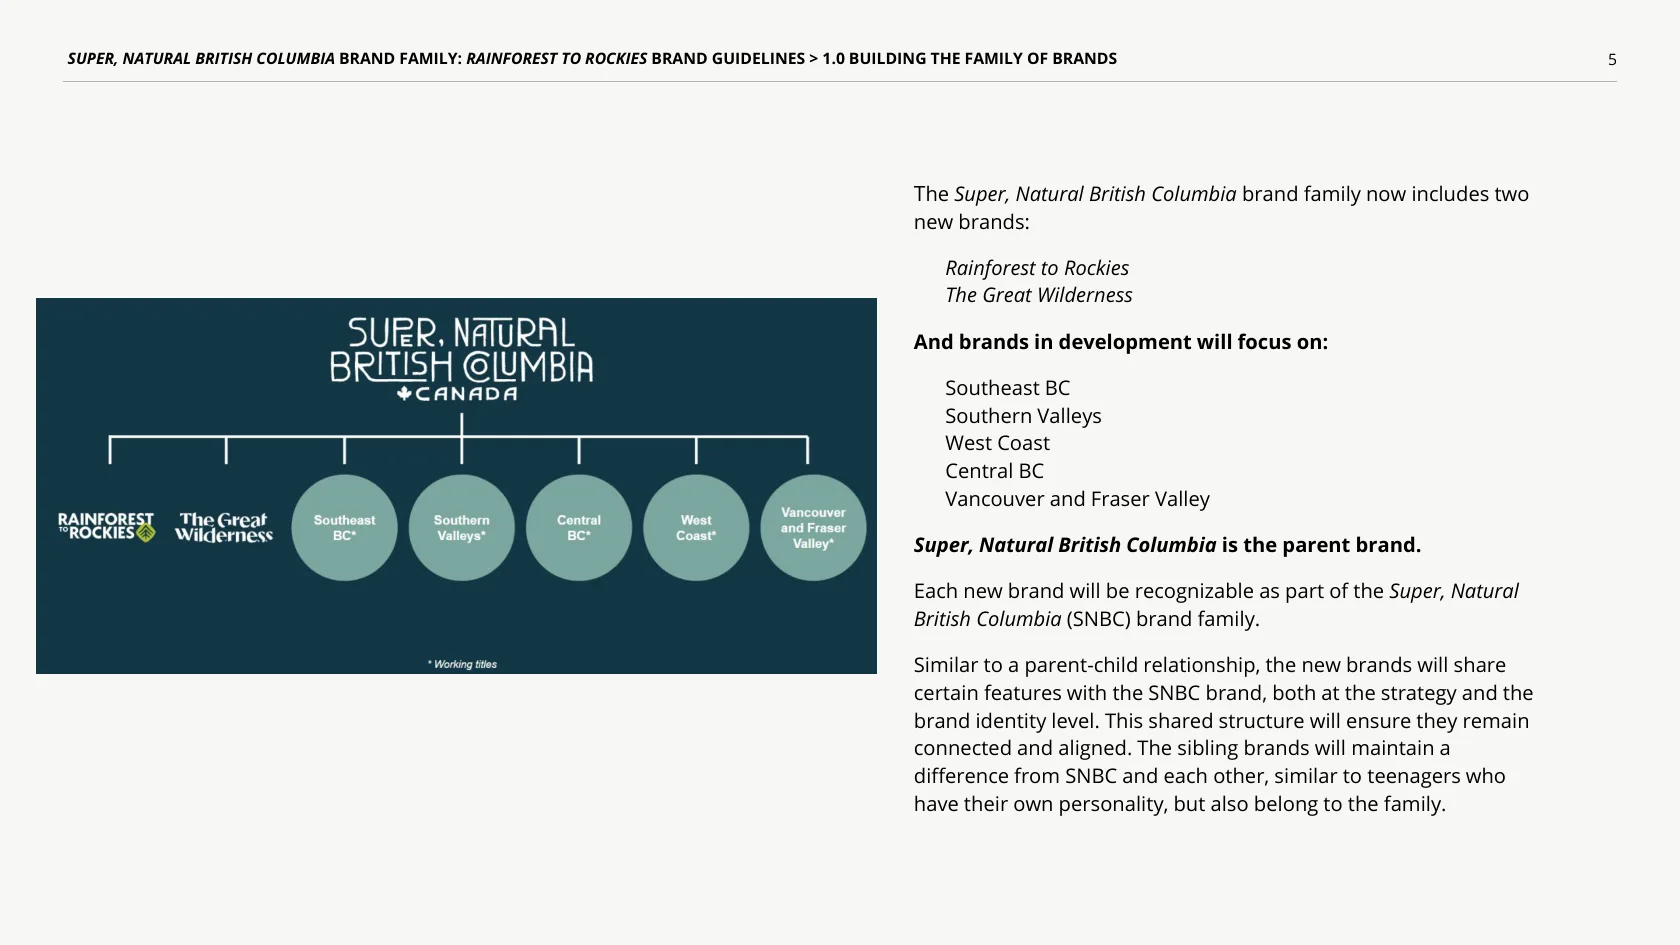 SUPER, NATURAL BRITISH COLUMBIA BRAND FAMILY: RAINFOREST TO ROCKIES BRAND GUIDELINES > 1.0 BUILDING THE FAMILY OF BRANDS
5
SUPER, NATURAL
BRITISH COLUMBIA
CANADA
RAINFOREST
TO ROCKIES
The Great
Wilderness
Southeast
BC*
Southern
Valleys*
Central
BC*
West
Coast*
Vancouver
and Fraser
Valley*
* Working titles
The Super, Natural British Columbia brand family now includes two
new brands:
Rainforest to Rockies
The Great Wilderness
And brands in development will focus on:
Southeast BC
Southern Valleys
West Coast
Central BC
Vancouver and Fraser Valley
Super, Natural British Columbia is the parent brand.
Each new brand will be recognizable as part of the Super, Natural
British Columbia (SNBC) brand family.
Similar to a parent-child relationship, the new brands will share
certain features with the SNBC brand, both at the strategy and the
brand identity level. This shared structure will ensure they remain
connected and aligned. The sibling brands will maintain a
difference from SNBC and each other, similar to teenagers who
have their own personality, but also belong to the family.